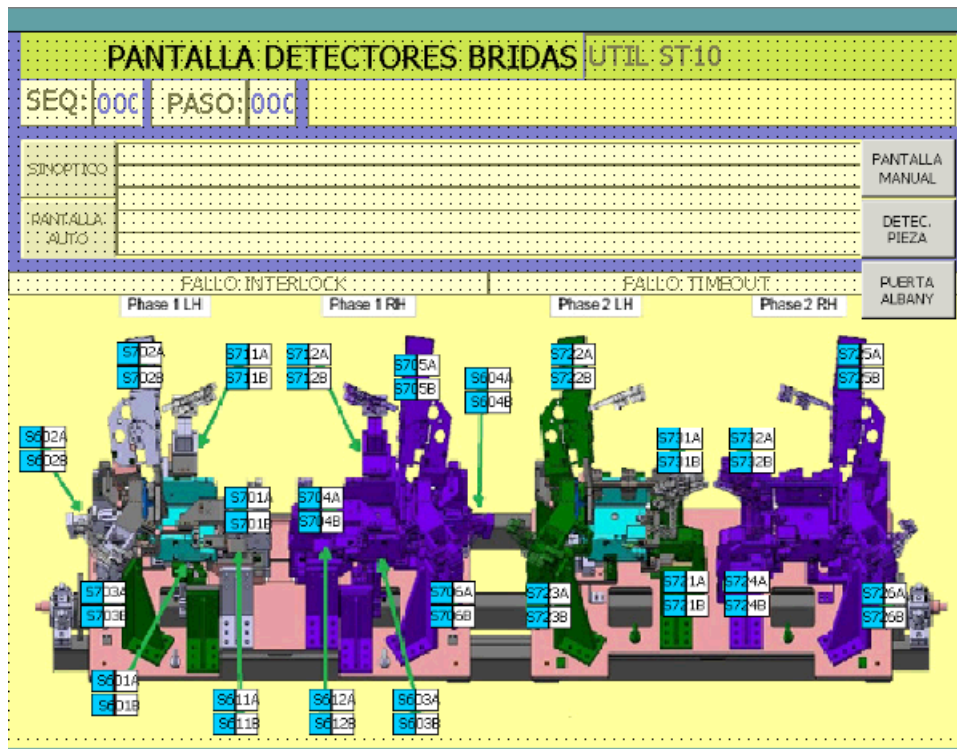 PANTALLA DETECTORES BRIDAS UTIL ST10
SEQ: 000 PASO: 000
SINOPTICO
PANTALLA AUTO
PANTALLA MANUAL
DETEC. PIEZA
PUERTA ALBANY
FALLO INTERLOCK FALLO TIMEOUT
Phase 1 LH Phase 1 RH Phase 2 LH Phase 2 RH
S702A S711A S712A S705A S604A S722A S725A
S702B S711B S712B S705B S604B S722B S725B
S602A S731A S732A
S602B S731B S732B
S701A S704A
S701B S704B
S703A S706A S723A S721A S724A S726A
S703B S706B S723B S721B S724B S726B
S601A S611A S612A S603A
S601B S611B S612B S603B